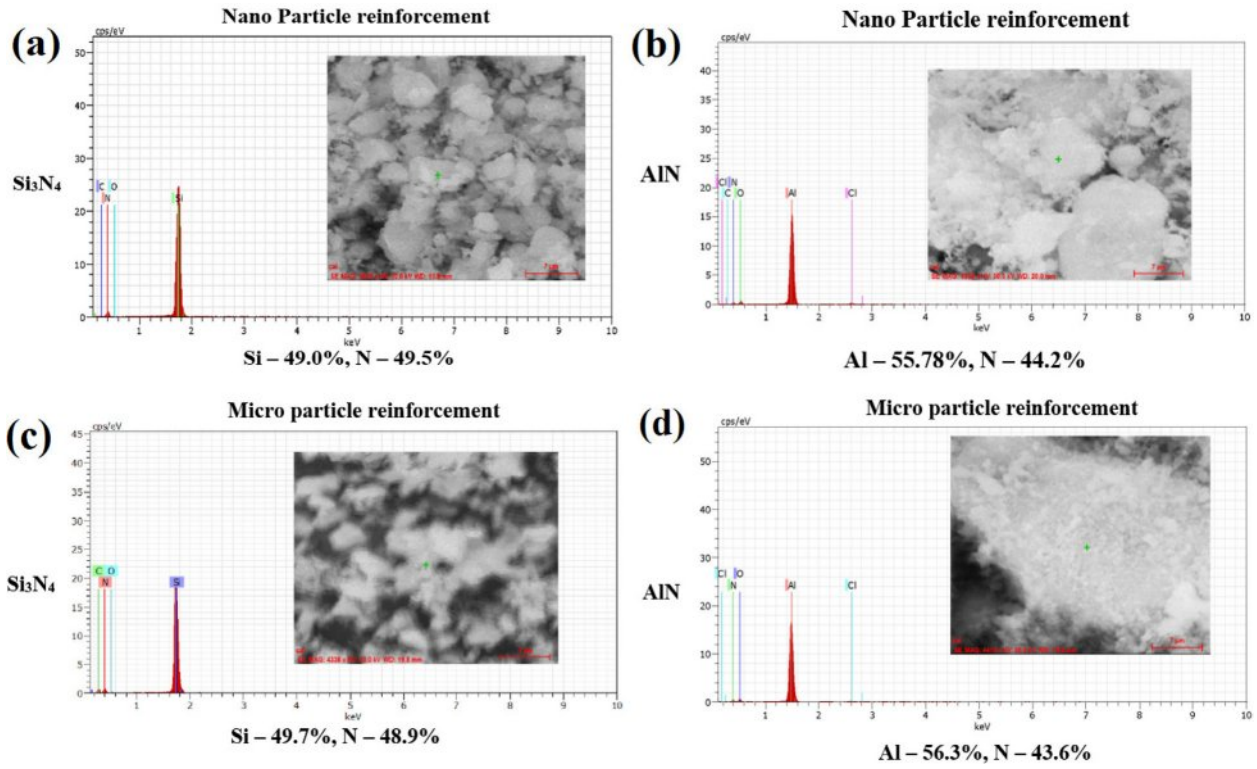 Nano Particle reinforcement
(a)
cps/eV
50
40
30
20
10
0
C O
N
Si
Si₃N₄
7 µm
1 2 3 4 5 6 7 8 9 10
keV
Si – 49.0%, N – 49.5%
Nano Particle reinforcement
(b)
cps/eV
40
35
30
25
20
15
10
5
0
Cl N
C O
Al
Cl
AlN
7 µm
1 2 3 4 5 6 7 8 9 10
keV
Al – 55.78%, N – 44.2%
Micro particle reinforcement
(c)
cps/eV
45
40
35
30
25
20
15
10
5
0
C O
N
Si
Si₃N₄
1 2 3 4 5 6 7 8 9 10
keV
Si – 49.7%, N – 48.9%
Micro particle reinforcement
(d)
cps/eV
50
40
30
20
10
0
Cl O
N
Al
Cl
AlN
7 µm
1 2 3 4 5 6 7 8 9 10
keV
Al – 56.3%, N – 43.6%